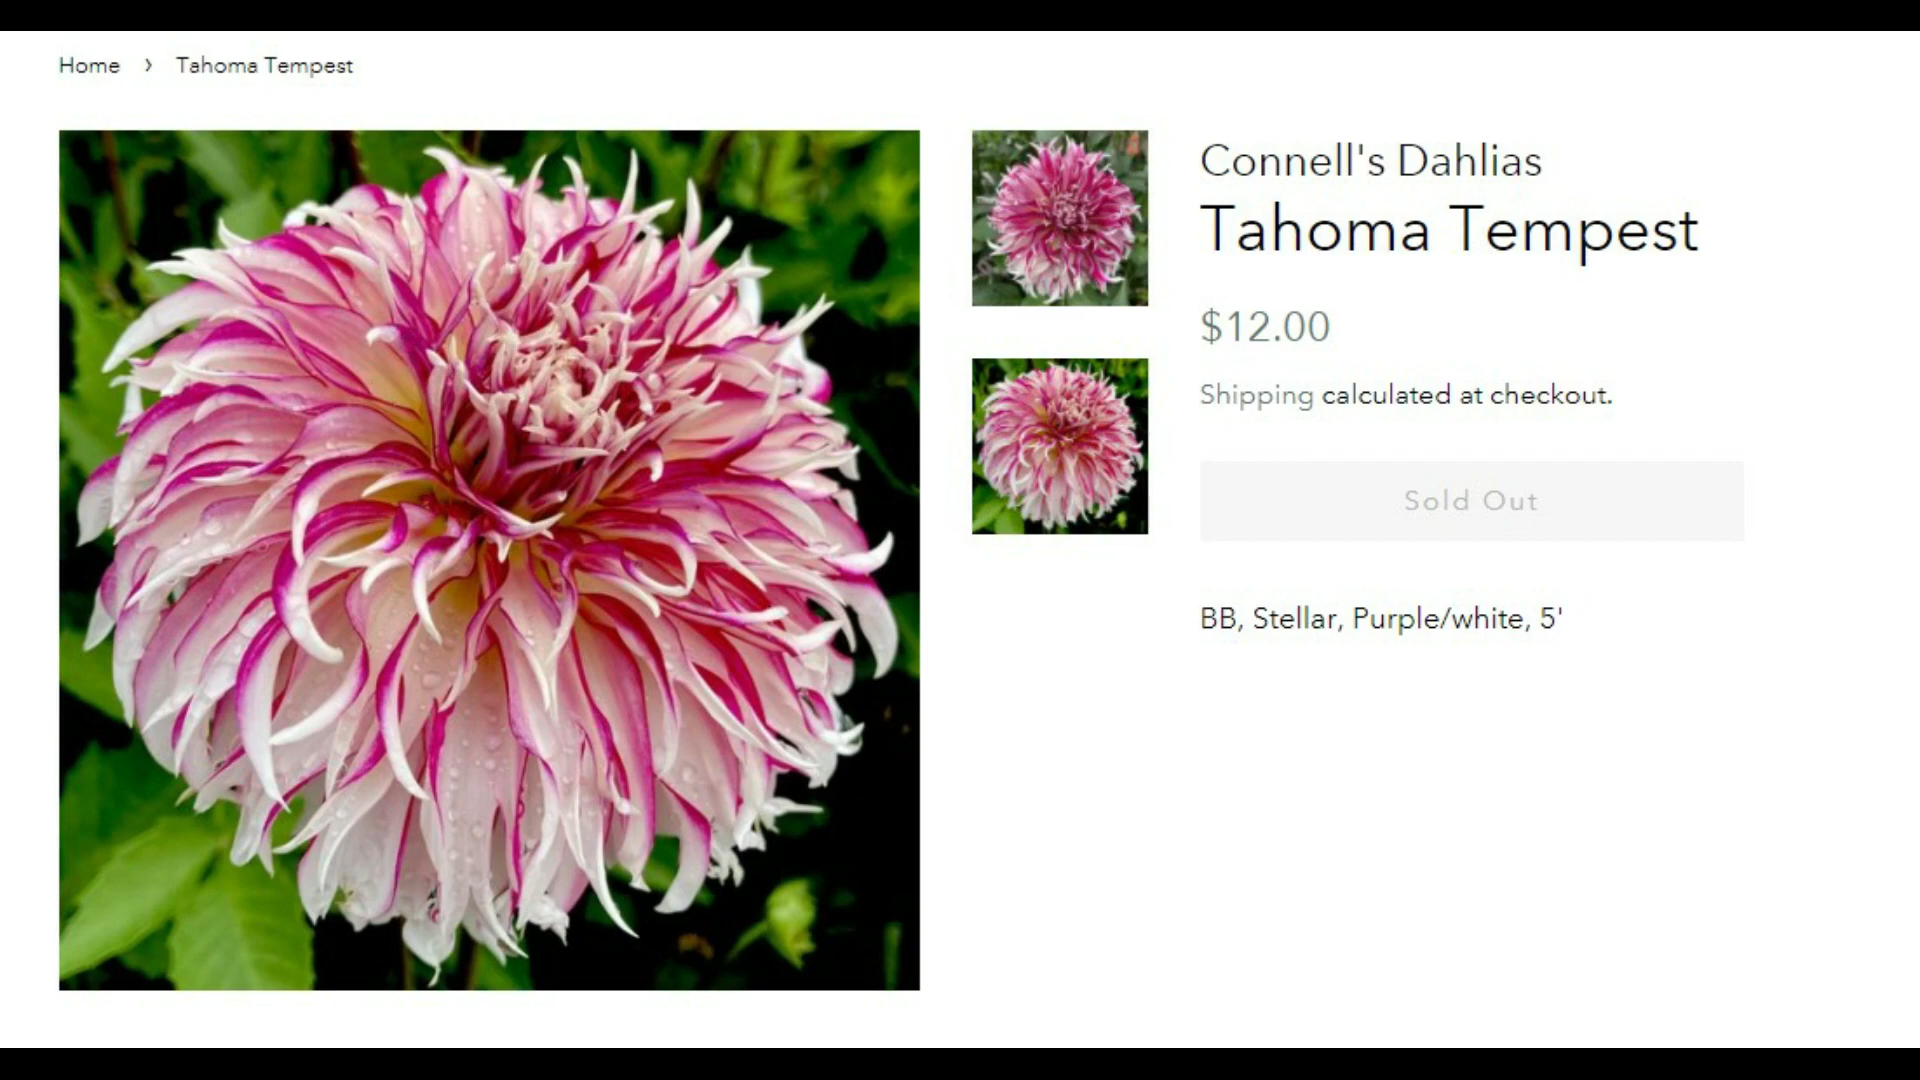 Home › Tahoma Tempest
Connell's Dahlias
Tahoma Tempest
$12.00
Shipping calculated at checkout.
Sold Out
BB, Stellar, Purple/white, 5'